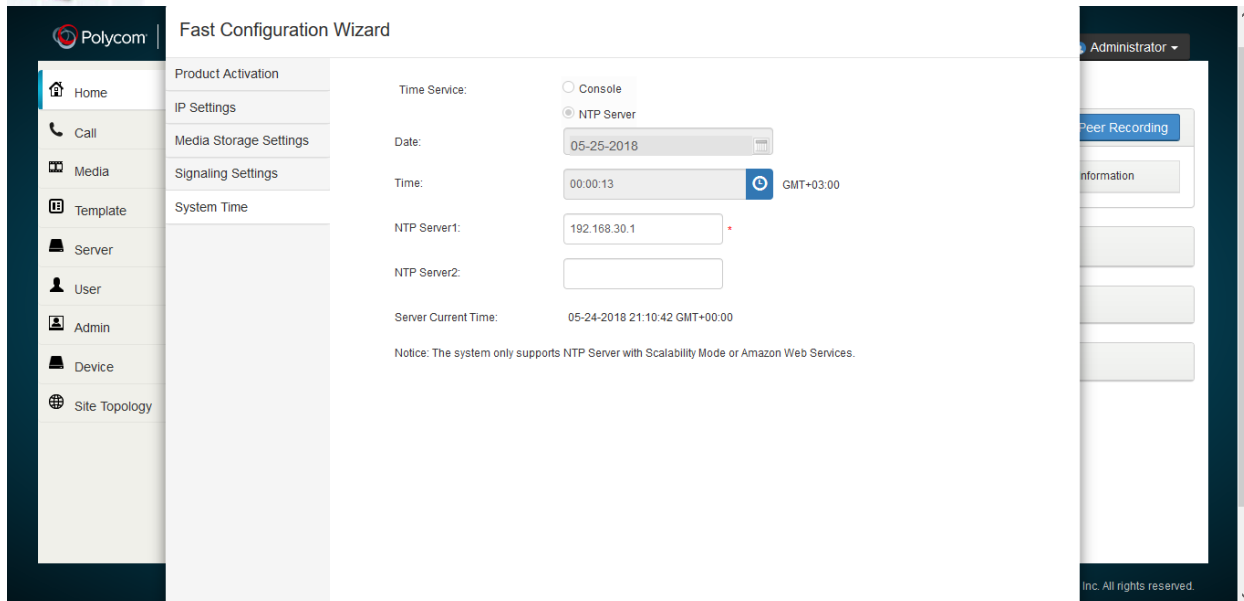 Polycom
Fast Configuration Wizard
Administrator
Home
Call
Media
Template
Server
User
Admin
Device
Site Topology
Product Activation
IP Settings
Media Storage Settings
Signaling Settings
System Time
Time Service:
Console
NTP Server
Date:
05-25-2018
Time:
00:00:13
GMT+03:00
NTP Server1:
192.168.30.1
*
NTP Server2:
Server Current Time:
05-24-2018 21:10:42 GMT+00:00
Notice: The system only supports NTP Server with Scalability Mode or Amazon Web Services.
Peer Recording
nformation
Inc. All rights reserved.